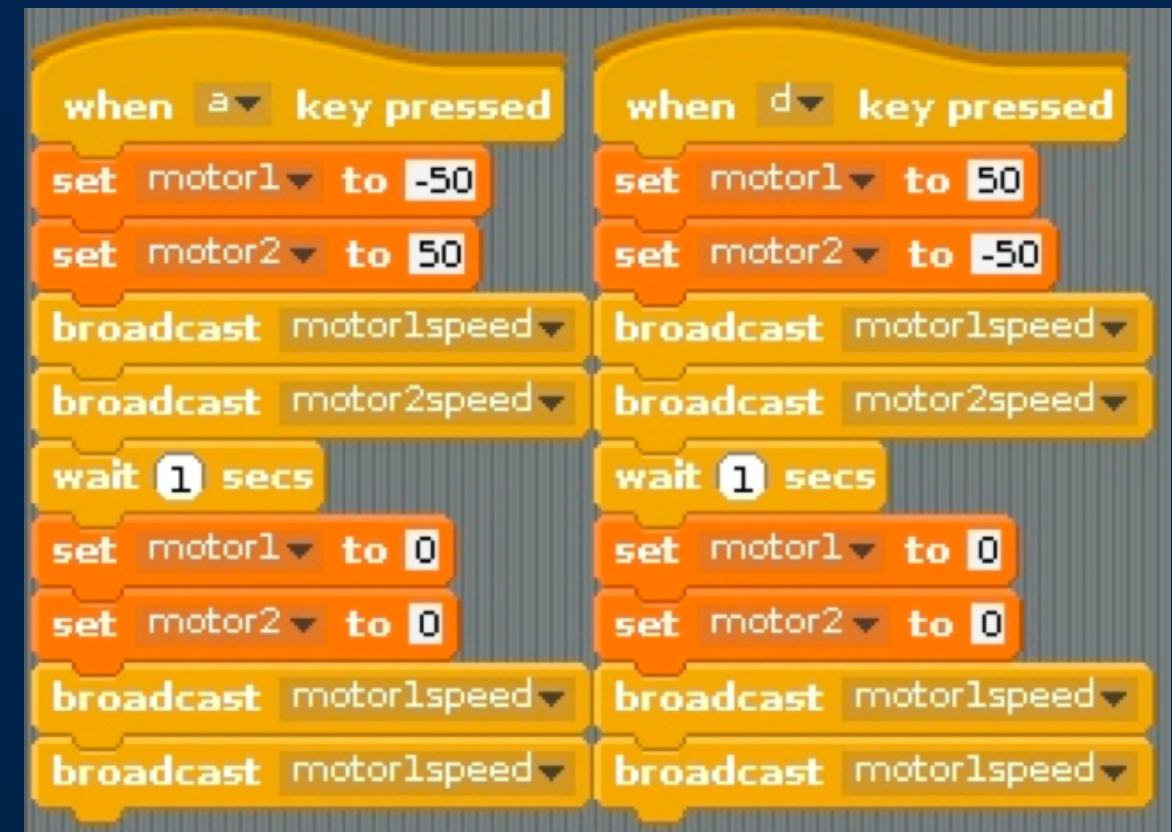 when a key pressed
set motor1 to -50
set motor2 to 50
broadcast motor1speed
broadcast motor2speed
wait 1 secs
set motor1 to 0
set motor2 to 0
broadcast motor1speed
broadcast motor1speed
when d key pressed
set motor1 to 50
set motor2 to -50
broadcast motor1speed
broadcast motor2speed
wait 1 secs
set motor1 to 0
set motor2 to 0
broadcast motor1speed
broadcast motor1speed